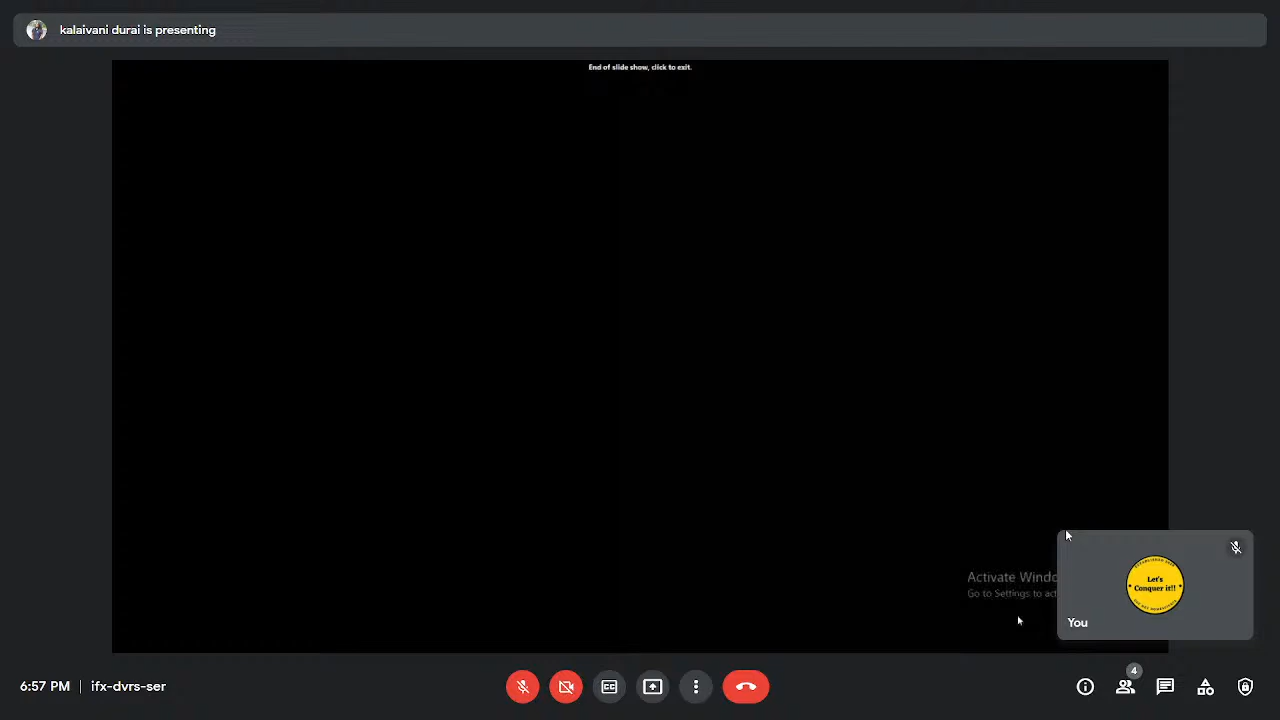 kalaivani durai is presenting
End of slide show, click to exit.
Activate Windo
Go to Settings to act
Let's
Conquer it!!
You
6:57 PM | ifx-dvrs-ser
4